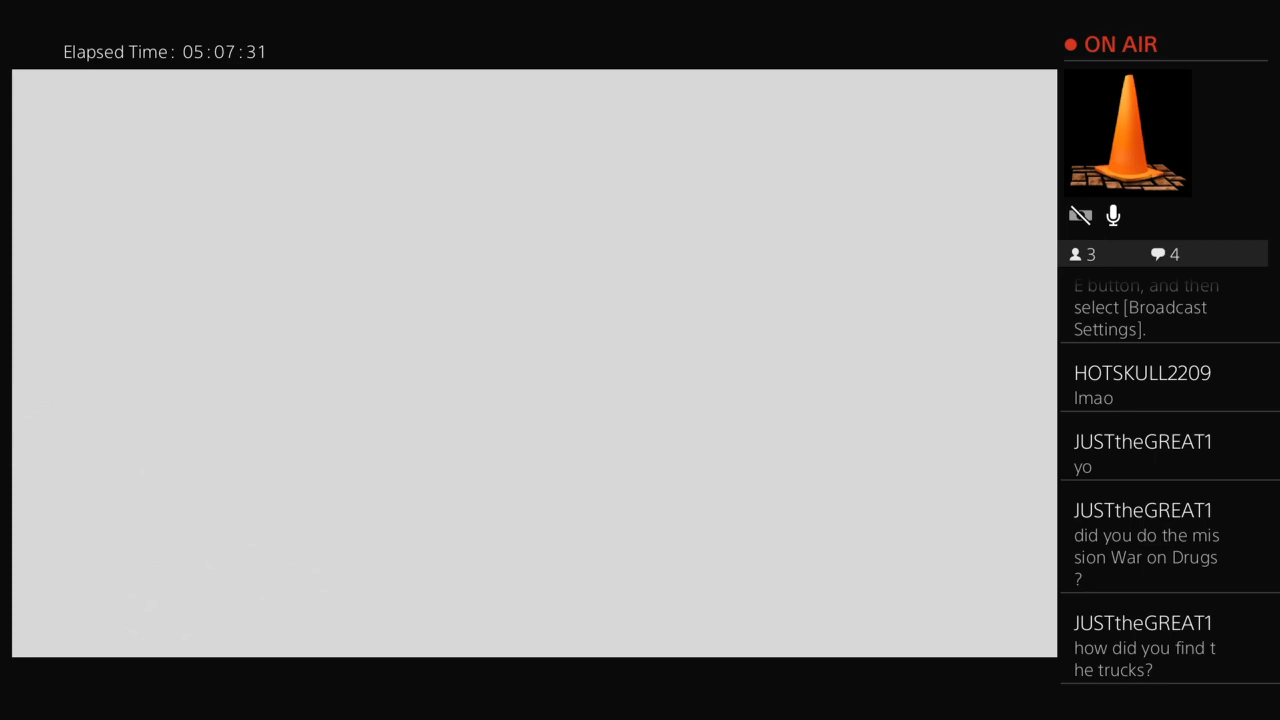 Elapsed Time: 05:07:31
ON AIR
3 4
E button, and then
select [Broadcast
Settings].
HOTSKULL2209
lmao
JUSTtheGREAT1
yo
JUSTtheGREAT1
did you do the mis
sion War on Drugs
?
JUSTtheGREAT1
how did you find t
he trucks?